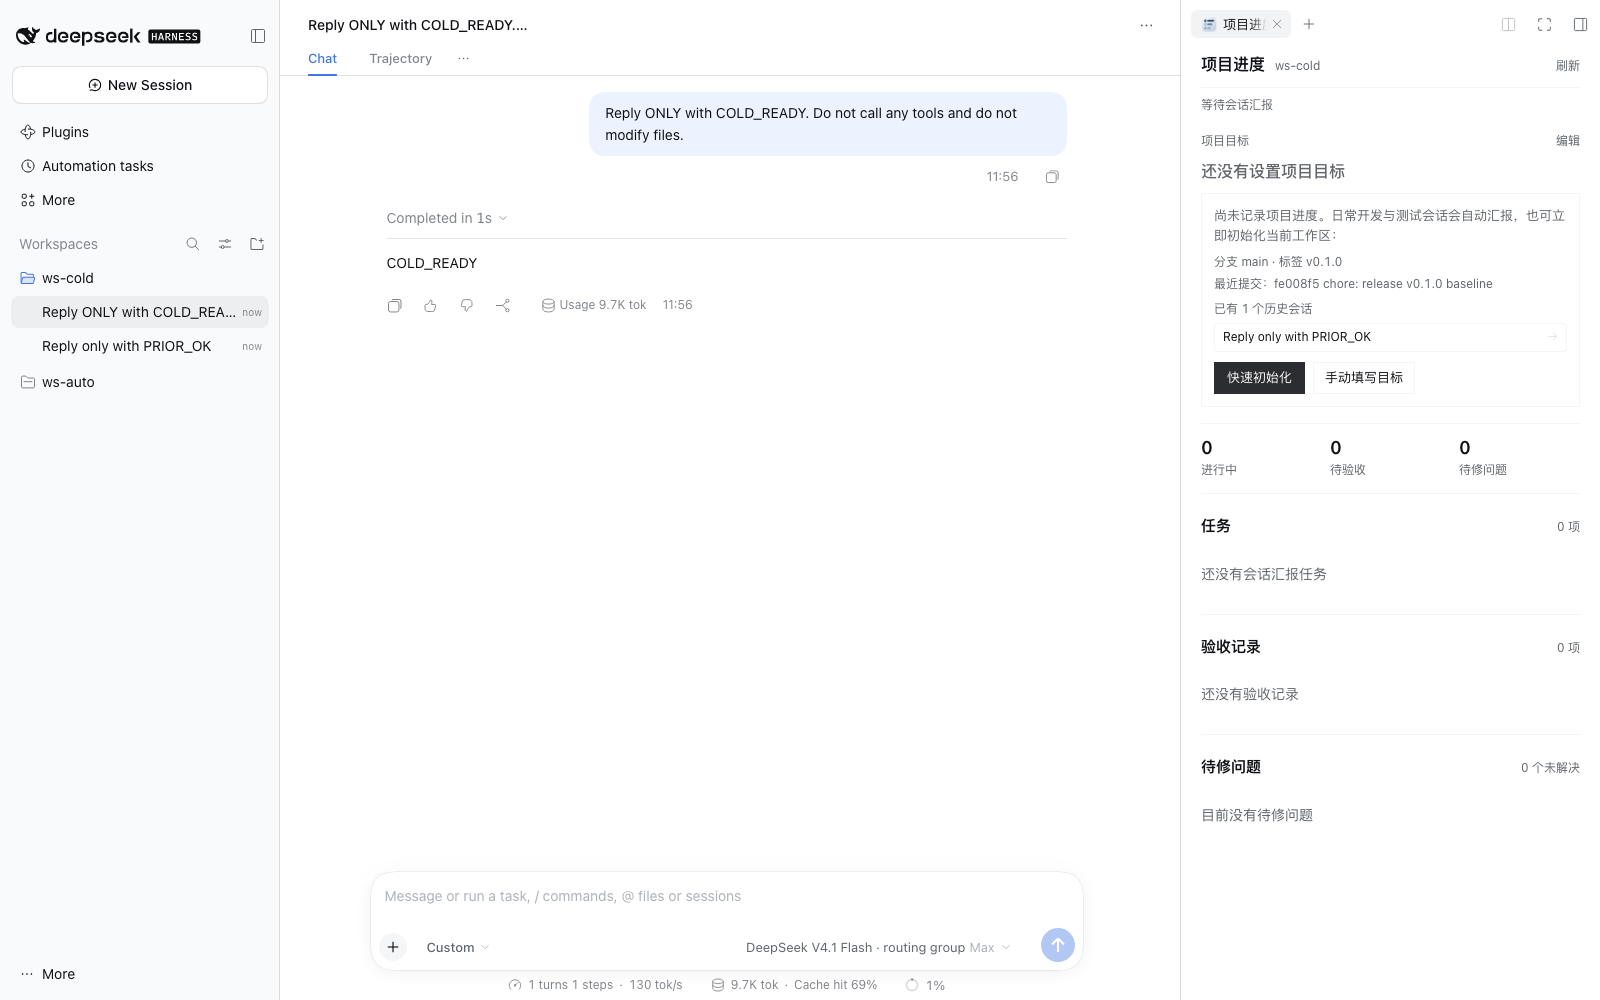 deepseek HARNESS
New Session
Plugins
Automation tasks
More
Workspaces
ws-cold
Reply ONLY with COLD_REA... now
Reply only with PRIOR_OK now
ws-auto
More
Reply ONLY with COLD_READY....
Chat Trajectory
Reply ONLY with COLD_READY. Do not call any tools and do not
modify files.
11:56
Completed in 1s
COLD_READY
Usage 9.7K tok 11:56
Message or run a task, / commands, @ files or sessions
Custom
DeepSeek V4.1 Flash · routing group Max
1 turns 1 steps · 130 tok/s 9.7K tok · Cache hit 69% 1%
项目进
项目进度 ws-cold 刷新
等待会话汇报
项目目标 编辑
还没有设置项目目标
尚未记录项目进度。日常开发与测试会话会自动汇报，也可立
即初始化当前工作区：
分支 main · 标签 v0.1.0
最近提交：fe008f5 chore: release v0.1.0 baseline
已有 1 个历史会话
Reply only with PRIOR_OK →
快速初始化 手动填写目标
0 0 0
进行中 待验收 待修问题
任务 0 项
还没有会话汇报任务
验收记录 0 项
还没有验收记录
待修问题 0 个未解决
目前没有待修问题